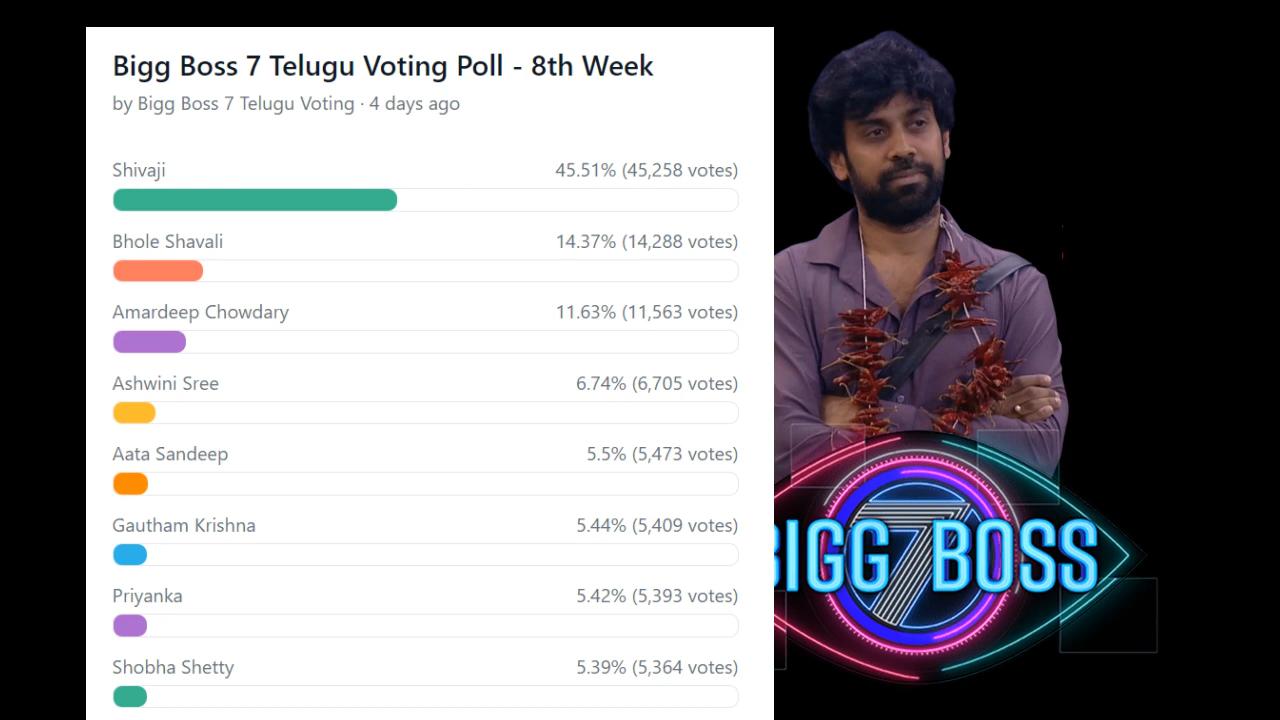 Bigg Boss 7 Telugu Voting Poll - 8th Week
by Bigg Boss 7 Telugu Voting · 4 days ago
Shivaji 45.51% (45,258 votes)
Bhole Shavali 14.37% (14,288 votes)
Amardeep Chowdary 11.63% (11,563 votes)
Ashwini Sree 6.74% (6,705 votes)
Aata Sandeep 5.5% (5,473 votes)
Gautham Krishna 5.44% (5,409 votes)
Priyanka 5.42% (5,393 votes)
Shobha Shetty 5.39% (5,364 votes)
BIGG 7 BOSS